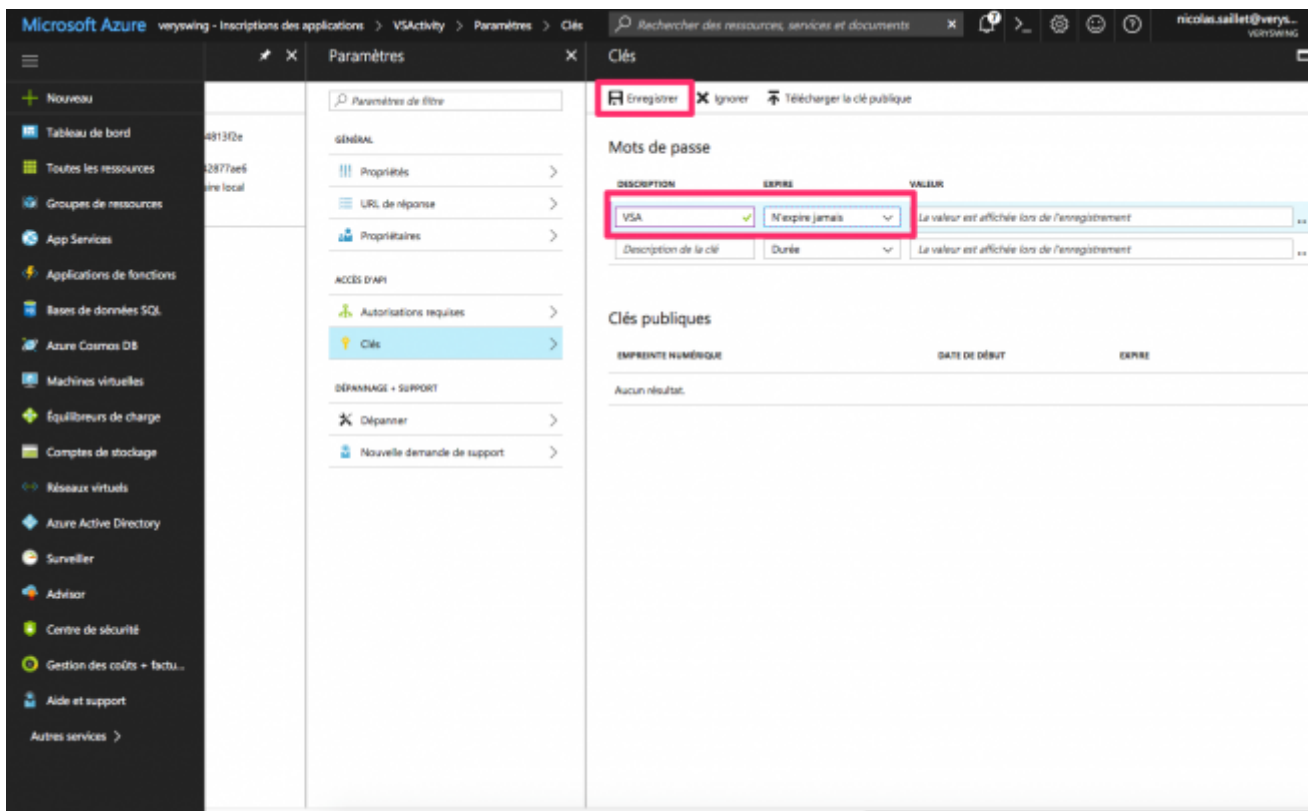 Microsoft Azure veryswing - Inscriptions des applications > VSActivity > Paramètres > Clés
Rechercher des ressources, services et documents
nicolas.saillet@verys...
VERYSWING
Nouveau
Tableau de bord
Toutes les ressources
Groupes de ressources
App Services
Applications de fonctions
Bases de données SQL
Azure Cosmos DB
Machines virtuelles
Équilibreurs de charge
Comptes de stockage
Réseaux virtuels
Azure Active Directory
Surveiller
Advisor
Centre de sécurité
Gestion des coûts + factu...
Aide et support
Autres services >
4813f2e
42877ae6
aire local
Paramètres
Paramètres de filtre
GÉNÉRAL
Propriétés
URL de réponse
Propriétaires
ACCÈS D'API
Autorisations requises
Clés
DÉPANNAGE + SUPPORT
Dépanner
Nouvelle demande de support
Clés
Enregistrer Ignorer Télécharger la clé publique
Mots de passe
DESCRIPTION EXPIRE VALEUR
VSA N'expire jamais La valeur est affichée lors de l'enregistrement ...
Description de la clé Durée La valeur est affichée lors de l'enregistrement ...
Clés publiques
EMPREINTE NUMÉRIQUE DATE DE DÉBUT EXPIRE
Aucun résultat.